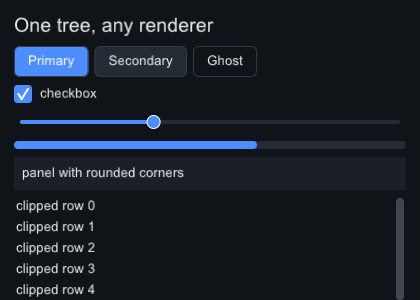 One tree, any renderer
Primary Secondary Ghost
checkbox
panel with rounded corners
clipped row 0
clipped row 1
clipped row 2
clipped row 3
clipped row 4